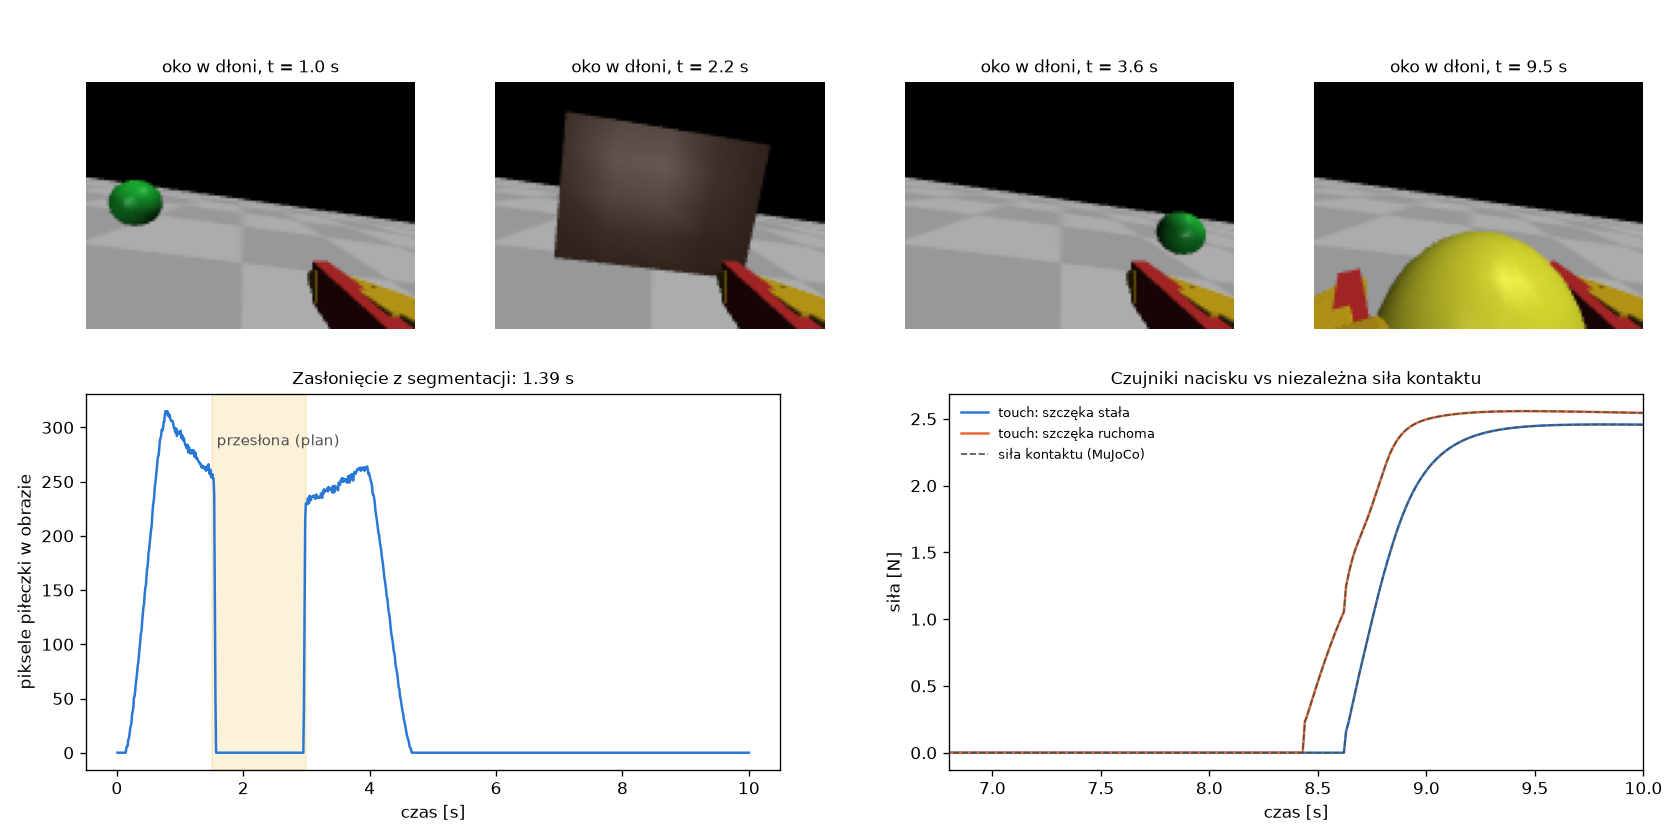 oko w dłoni, t = 1.0 s
oko w dłoni, t = 2.2 s
oko w dłoni, t = 3.6 s
oko w dłoni, t = 9.5 s
Zasłonięcie z segmentacji: 1.39 s
piksele piłeczki w obrazie
300
250
200
150
100
50
0
przesłona (plan)
0 2 4 6 8 10
czas [s]
Czujniki nacisku vs niezależna siła kontaktu
siła [N]
2.5
2.0
1.5
1.0
0.5
0.0
touch: szczęka stała
touch: szczęka ruchoma
siła kontaktu (MuJoCo)
7.0 7.5 8.0 8.5 9.0 9.5 10.0
czas [s]